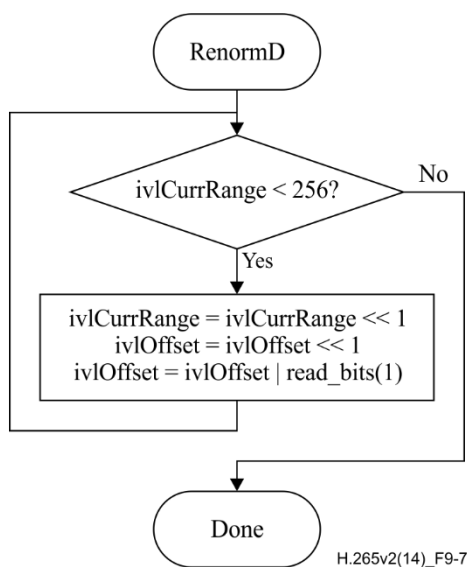 RenormD
ivlCurrRange < 256?
No
Yes
ivlCurrRange = ivlCurrRange << 1
ivlOffset = ivlOffset << 1
ivlOffset = ivlOffset | read_bits(1)
Done
H.265v2(14)_F9-7